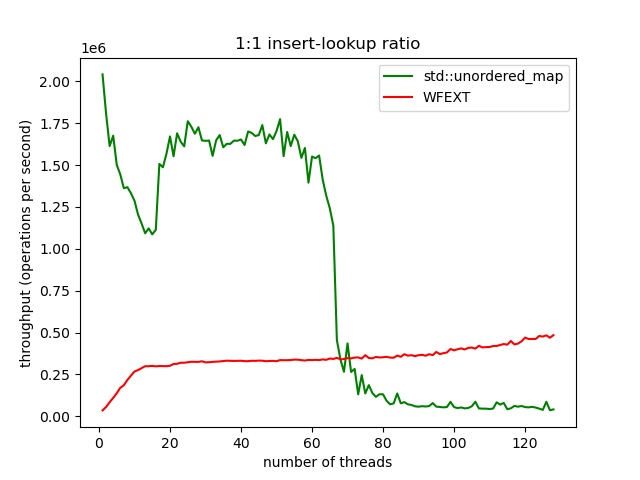 1:1 insert-lookup ratio
1e6
std::unordered_map
WFEXT
throughput (operations per second)
2.00
1.75
1.50
1.25
1.00
0.75
0.50
0.25
0.00
0 20 40 60 80 100 120
number of threads